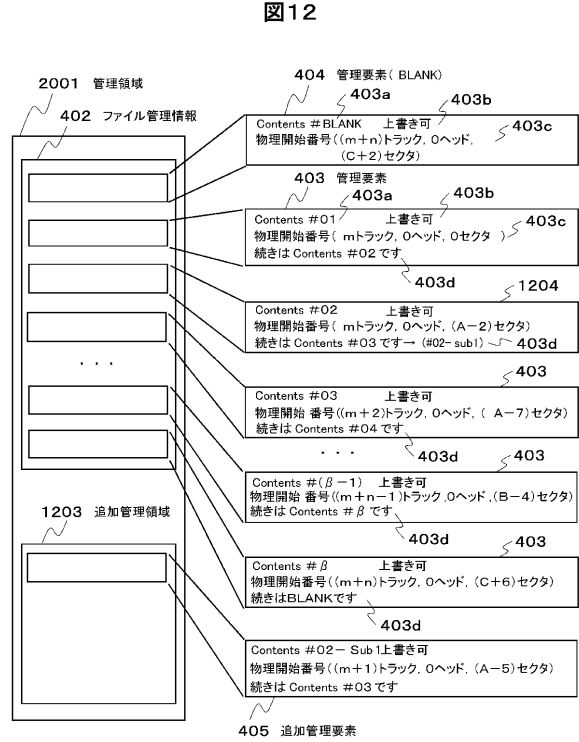 図12
404 管理要素(BLANK)
2001 管理領域
403a
402 ファイル管理情報
403b
Contents #BLANK 上書き可
403c
物理開始番号((m+n)トラック, 0ヘッド,
(C+2)セクタ)
403 管理要素
403a
403b
Contents #01 上書き可
403c
物理開始番号( mトラック, 0ヘッド, 0セクタ )
続きは Contents #02 です
403d
1204
Contents #02 上書き可
物理開始番号( mトラック, 0ヘッド, (A-2)セクタ)
続きは Contents #03 です→ (#02-sub1)
403d
403
Contents #03 上書き可
物理開始 番号((m+2)トラック, 0ヘッド, ( A-7)セクタ)
続きは Contents #04 です
403d
・・・
・・・
403
Contents #(β-1) 上書き可
物理開始 番号((m+n-1)トラック ,0ヘッド ,(B-4)セクタ)
続きは Contents #β です
403d
403
1203 追加管理領域
Contents #β 上書き可
物理開始番号((m+n)トラック, 0ヘッド, (C+6)セクタ)
続きはBLANKです
403d
Contents #02- Sub1上書き可
物理開始番号((m+1)トラック, 0ヘッド, (A-5)セクタ)
続きは Contents #03 です
405 追加管理要素